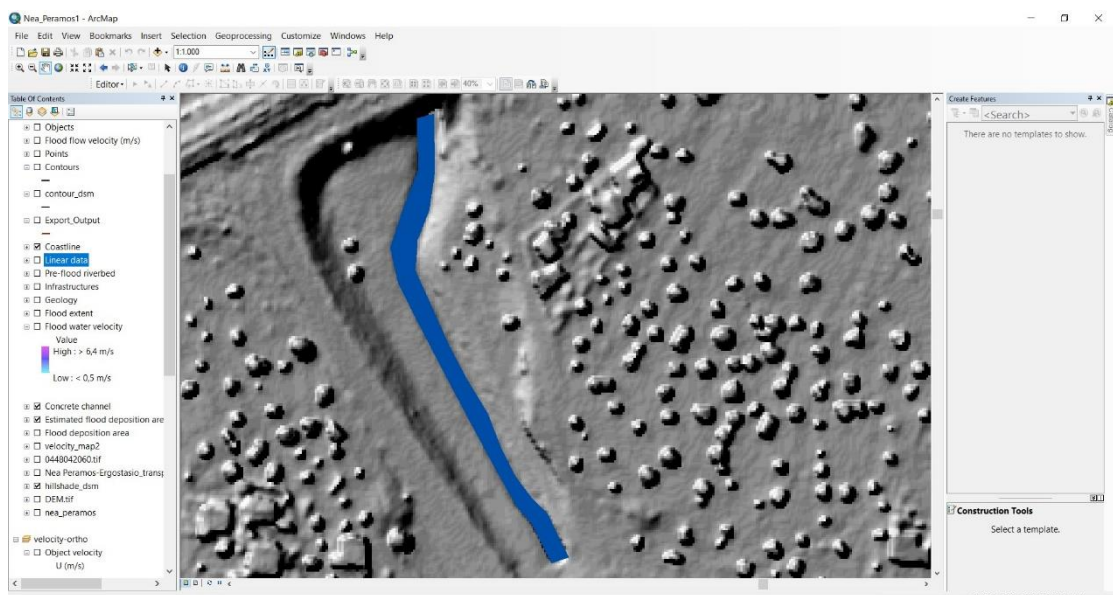 Nea_Peramos1 - ArcMap
File Edit View Bookmarks Insert Selection Geoprocessing Customize Windows Help
1:1.000
Editor
40%
Table Of Contents
Objects
Flood flow velocity (m/s)
Points
Contours
contour_dsm
Export_Output
Coastline
Linear data
Pre-flood riverbed
Infrastructures
Geology
Flood extent
Flood water velocity
Value
High : > 6,4 m/s
Low : < 0,5 m/s
Concrete channel
Estimated flood deposition are
Flood deposition area
velocity_map2
0448042060.tif
Nea Peramos-Ergostasio_transp
hillshade_dsm
DEM.tif
nea_peramos
velocity-ortho
Object velocity
U (m/s)
Create Features
<Search>
There are no templates to show.
Construction Tools
Select a template.
Catalog